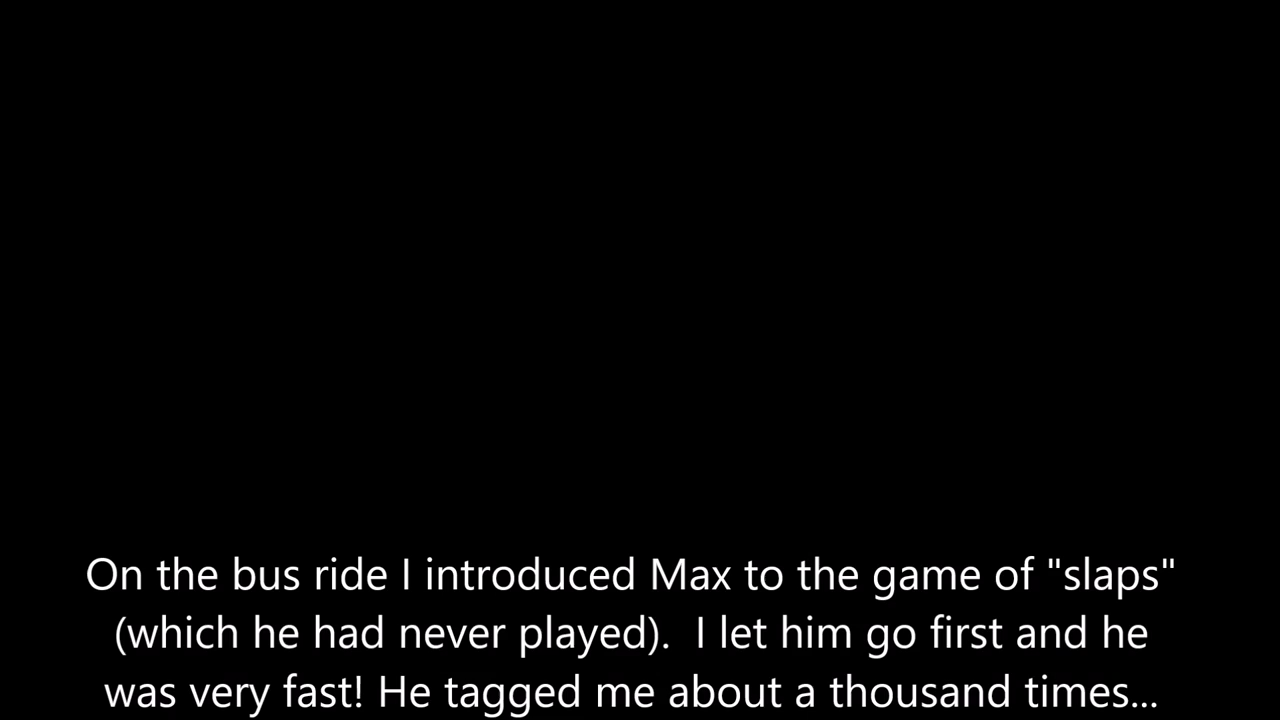 On the bus ride I introduced Max to the game of "slaps"
(which he had never played).  I let him go first and he
was very fast! He tagged me about a thousand times...